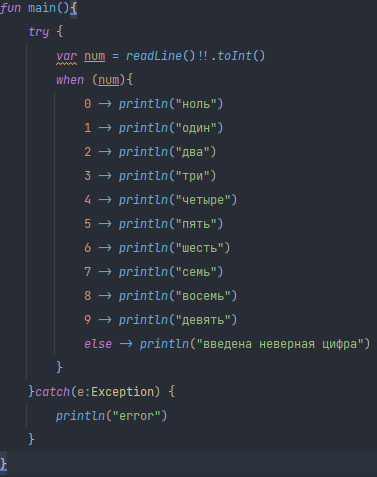 fun main(){
try {
var num = readLine()!!.toInt()
when (num){
0 -> println("ноль")
1 -> println("один")
2 -> println("два")
3 -> println("три")
4 -> println("четыре")
5 -> println("пять")
6 -> println("шесть")
7 -> println("семь")
8 -> println("восемь")
9 -> println("девять")
else -> println("введена неверная цифра")
}
}catch(e:Exception) {
println("error")
}
}